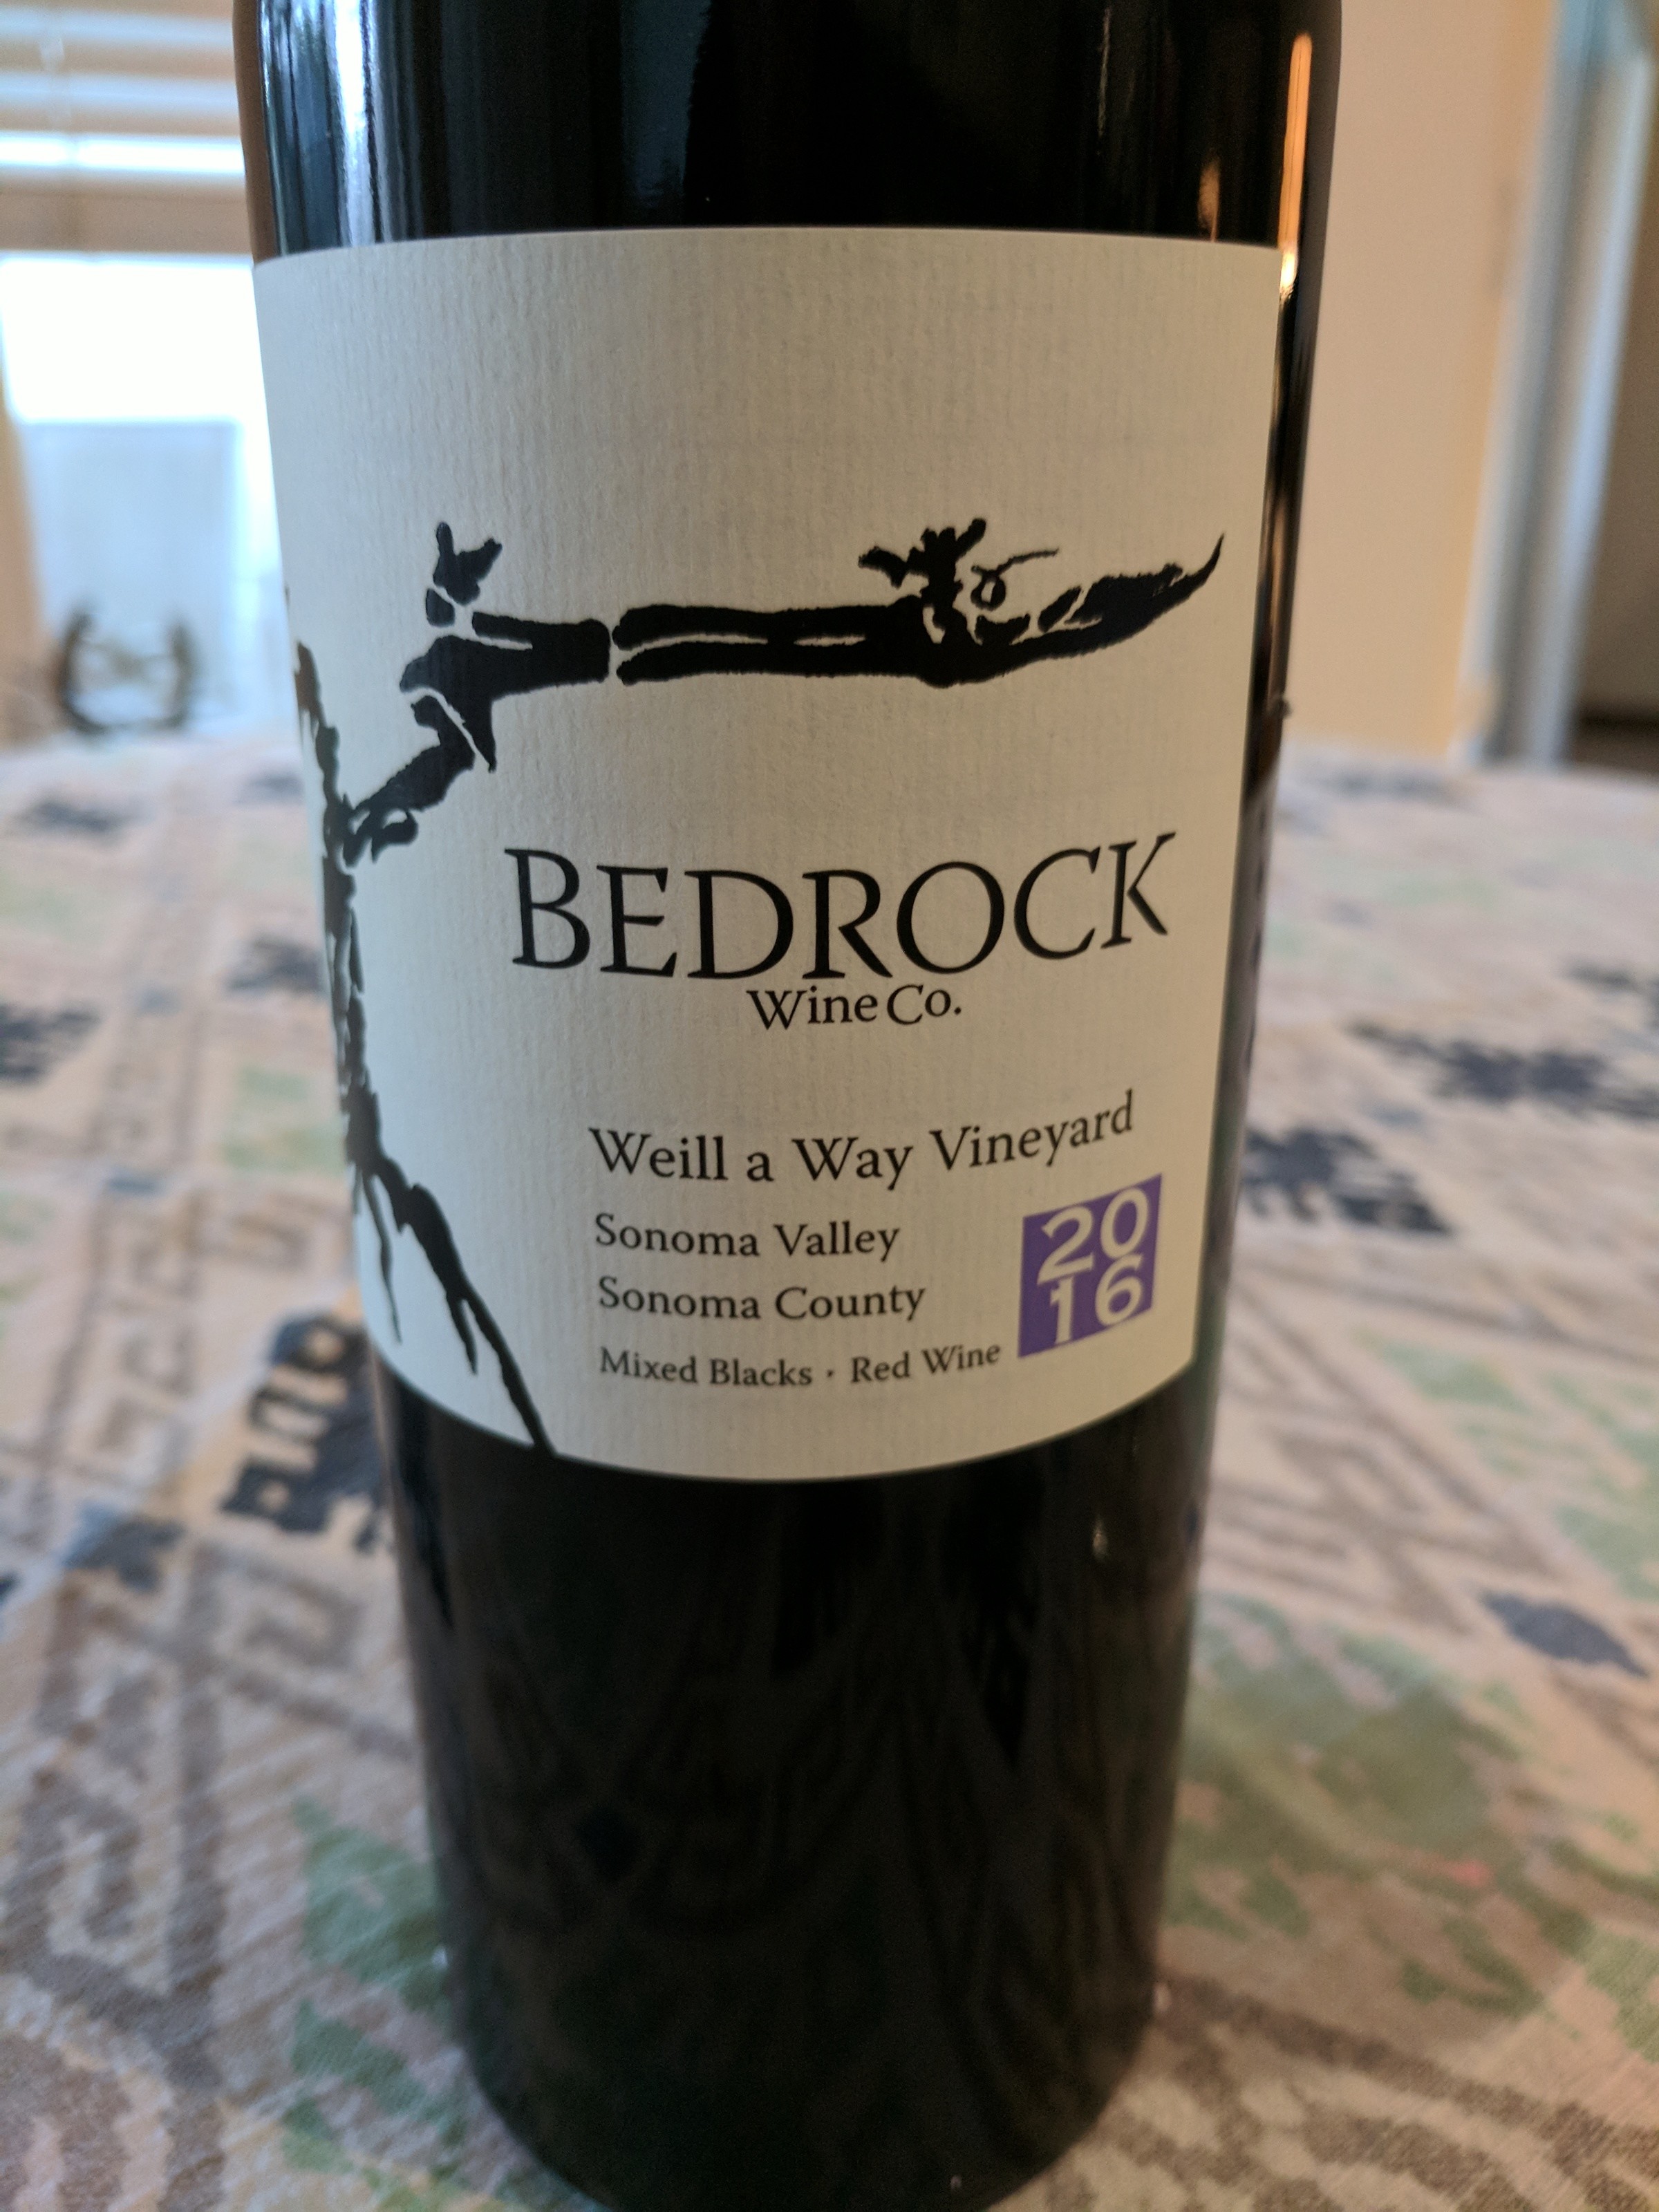 BEDROCK
Wine Co.
Weill a Way Vineyard
Sonoma Valley
Sonoma County
Mixed Blacks · Red Wine
20
16